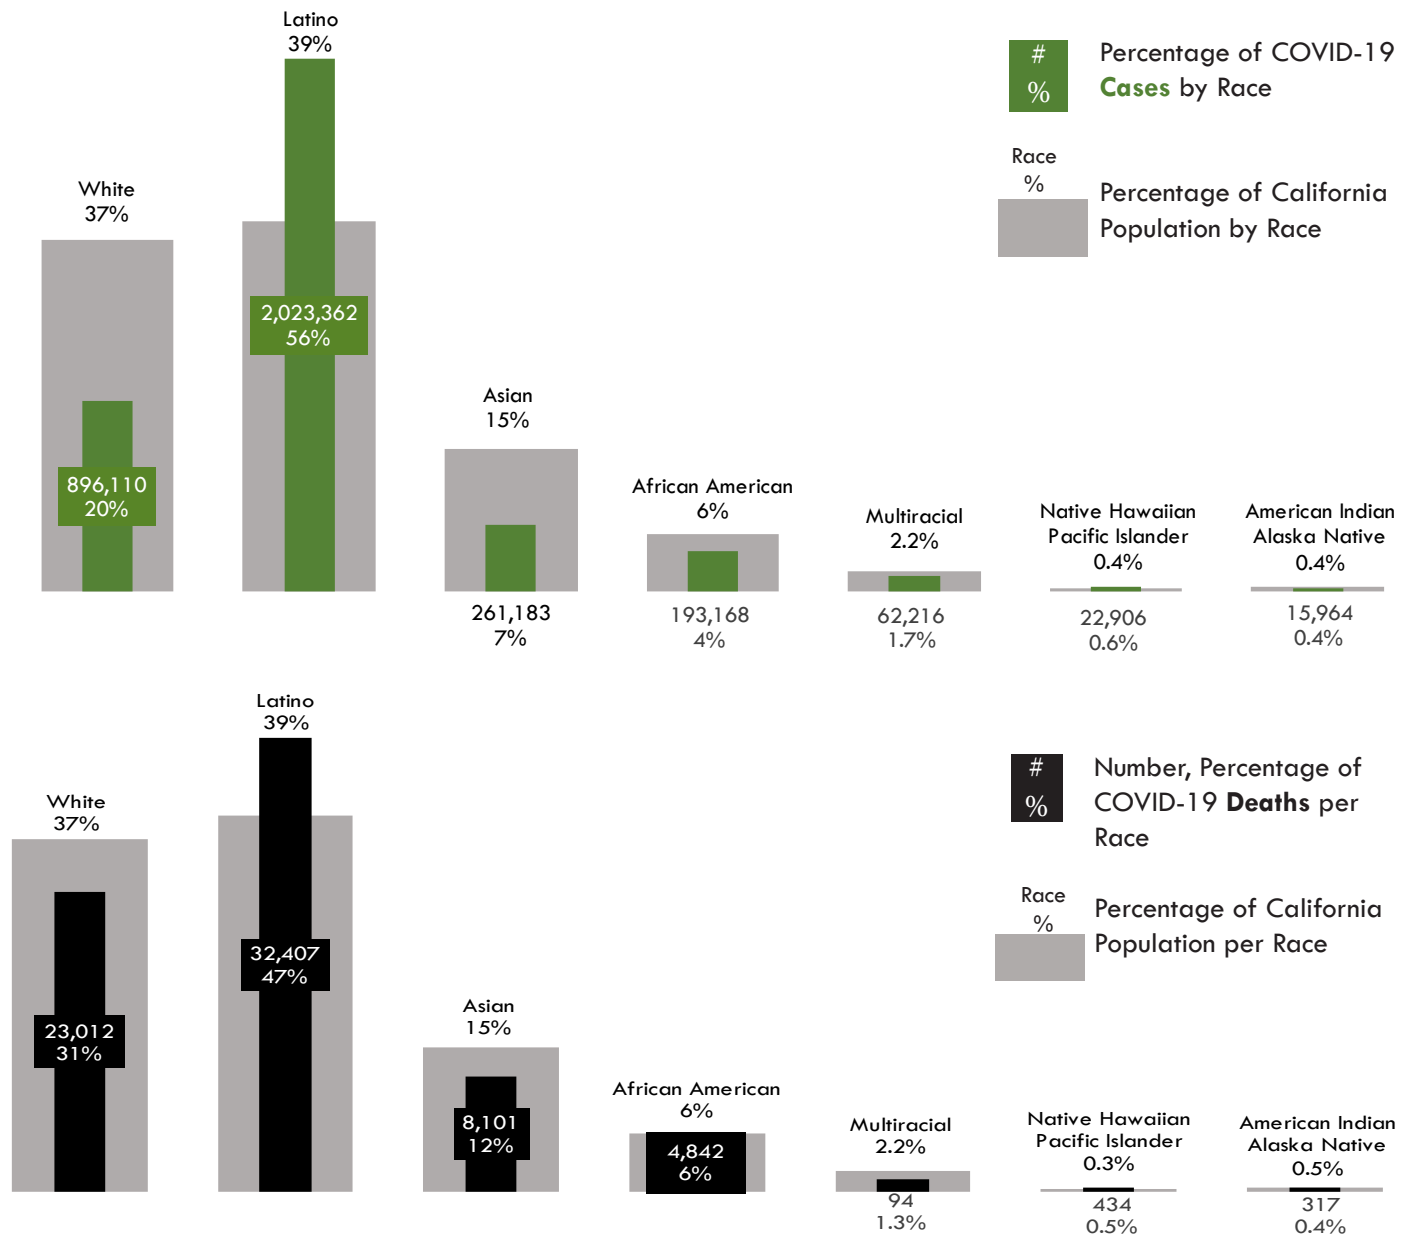 Latino
39%
#
%
Percentage of COVID-19
Cases by Race
Race
%
Percentage of California
Population by Race
White
37%
2,023,362
56%
896,110
20%
Asian
15%
261,183
7%
African American
6%
193,168
4%
Multiracial
2.2%
62,216
1.7%
Native Hawaiian
Pacific Islander
0.4%
22,906
0.6%
American Indian
Alaska Native
0.4%
15,964
0.4%
Latino
39%
#
%
Number, Percentage of
COVID-19 Deaths per
Race
Race
%
Percentage of California
Population per Race
White
37%
32,407
47%
23,012
31%
Asian
15%
8,101
12%
African American
6%
4,842
6%
Multiracial
2.2%
94
1.3%
Native Hawaiian
Pacific Islander
0.3%
434
0.5%
American Indian
Alaska Native
0.5%
317
0.4%